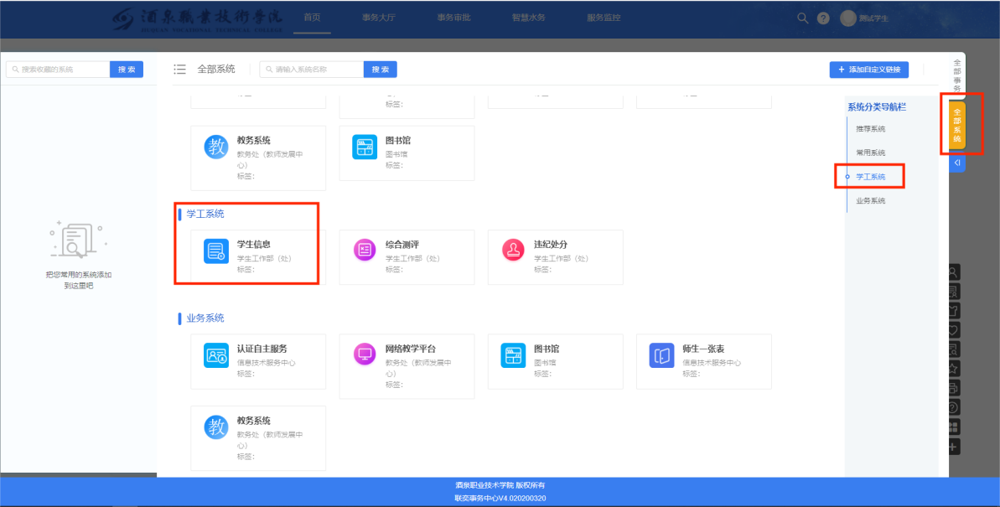 酒泉職業技術學院
JIUQUAN VOCATIONAL TECHNICAL COLLEGE
首页
事务大厅
事务审批
智慧水务
服务监控
测试学生
搜索收藏的系统
搜 索
全部系统
请输入系统名称
搜 索
+ 添加自定义链接
全部事务
全部系统
标签:
教务系统
教务处（教师发展中
心）
标签:
图书馆
图书馆
标签:
学工系统
学生信息
学生工作部（处）
标签:
综合测评
学生工作部（处）
标签:
违纪处分
学生工作部（处）
标签:
业务系统
认证自主服务
信息技术服务中心
标签:
网络教学平台
教务处（教师发展中
心）
标签:
图书馆
图书馆
标签:
师生一张表
信息技术服务中心
标签:
教务系统
教务处（教师发展中
心）
标签:
系统分类导航栏
推荐系统
常用系统
学工系统
业务系统
把您常用的系统添加
到这里吧
教
教
酒泉职业技术学院 版权所有
联奕事务中心V4.020200320